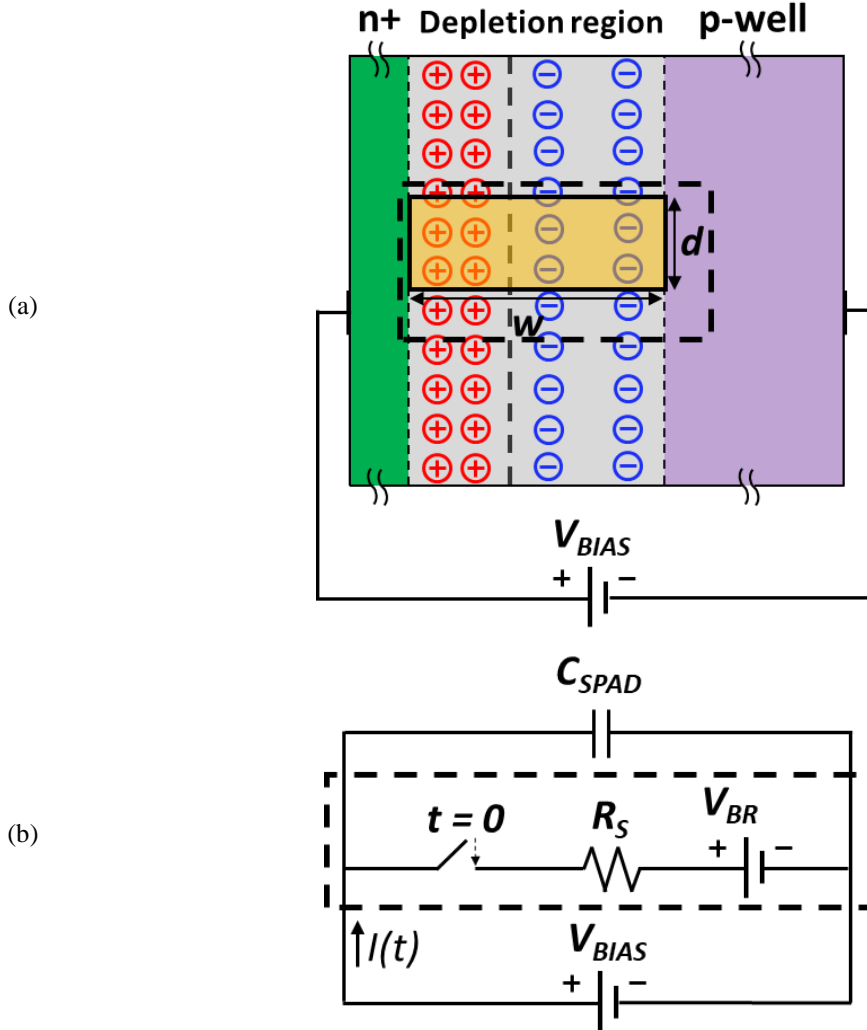 n+ Depletion region p-well
(a)
d
w
V_BIAS
+ −
C_SPAD
(b)
t = 0 R_S V_BR
+ −
I(t) V_BIAS
+ −